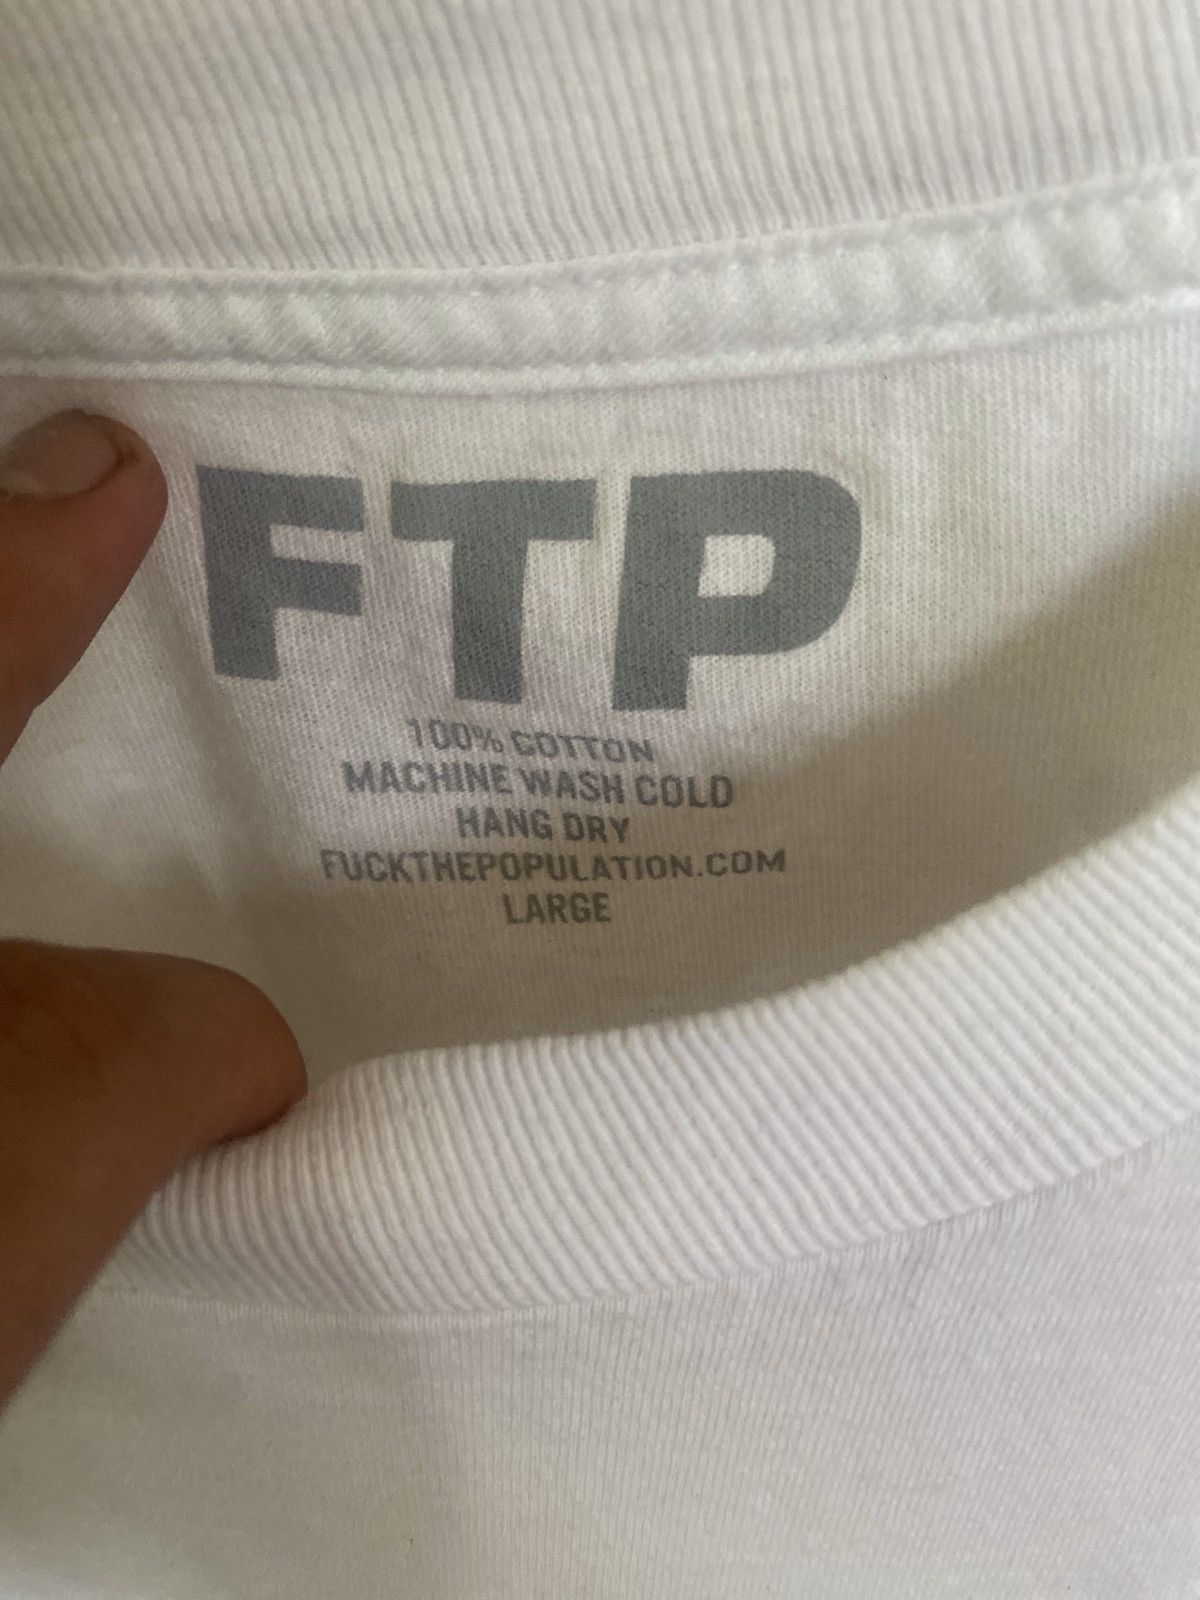 FTP
100% COTTON
MACHINE WASH COLD
HANG DRY
FUCKTHEPOPULATION.COM
LARGE